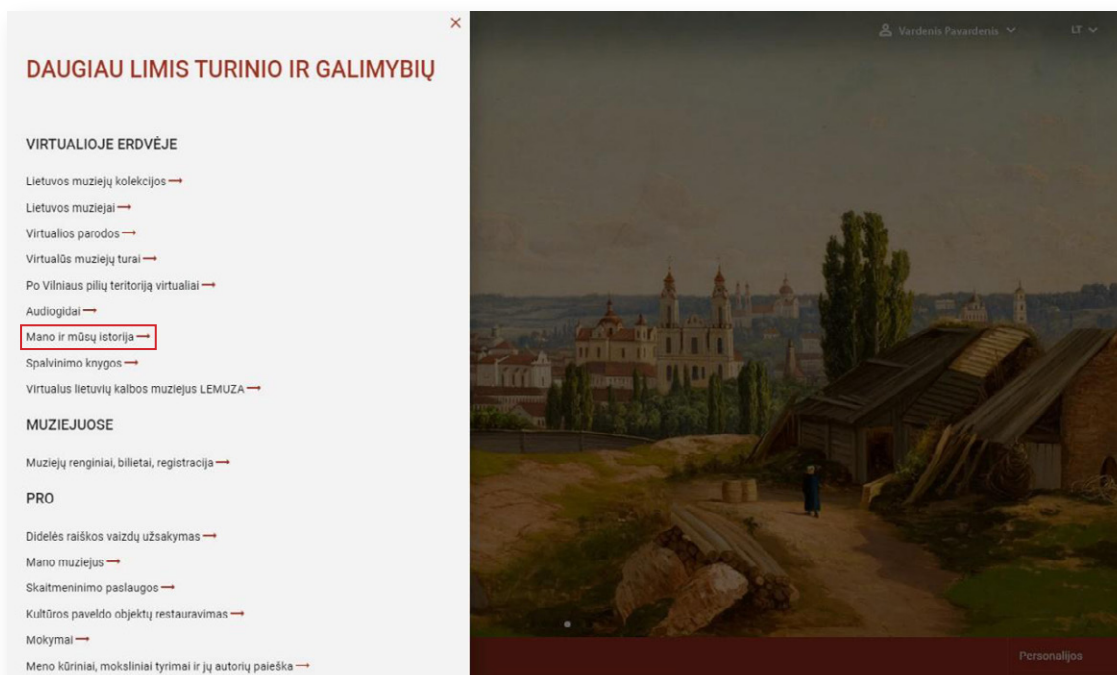 DAUGIAU LIMIS TURINIO IR GALIMYBIŲ
VIRTUALIOJE ERDVĖJE
Lietuvos muziejų kolekcijos
Lietuvos muziejai
Virtualios parodos
Virtualūs muziejų turai
Po Vilniaus pilių teritoriją virtualiai
Audiogidai
Mano ir mūsų istorija
Spalvinimo knygos
Virtualus lietuvių kalbos muziejus LEMUZA
MUZIEJUOSE
Muziejų renginiai, bilietai, registracija
PRO
Didelės raiškos vaizdų užsakymas
Mano muziejus
Skaitmeninimo paslaugos
Kultūros paveldo objektų restauravimas
Mokymai
Meno kūriniai, moksliniai tyrimai ir jų autorių paieška
Vardenis Pavardenis
LT
Personalijos